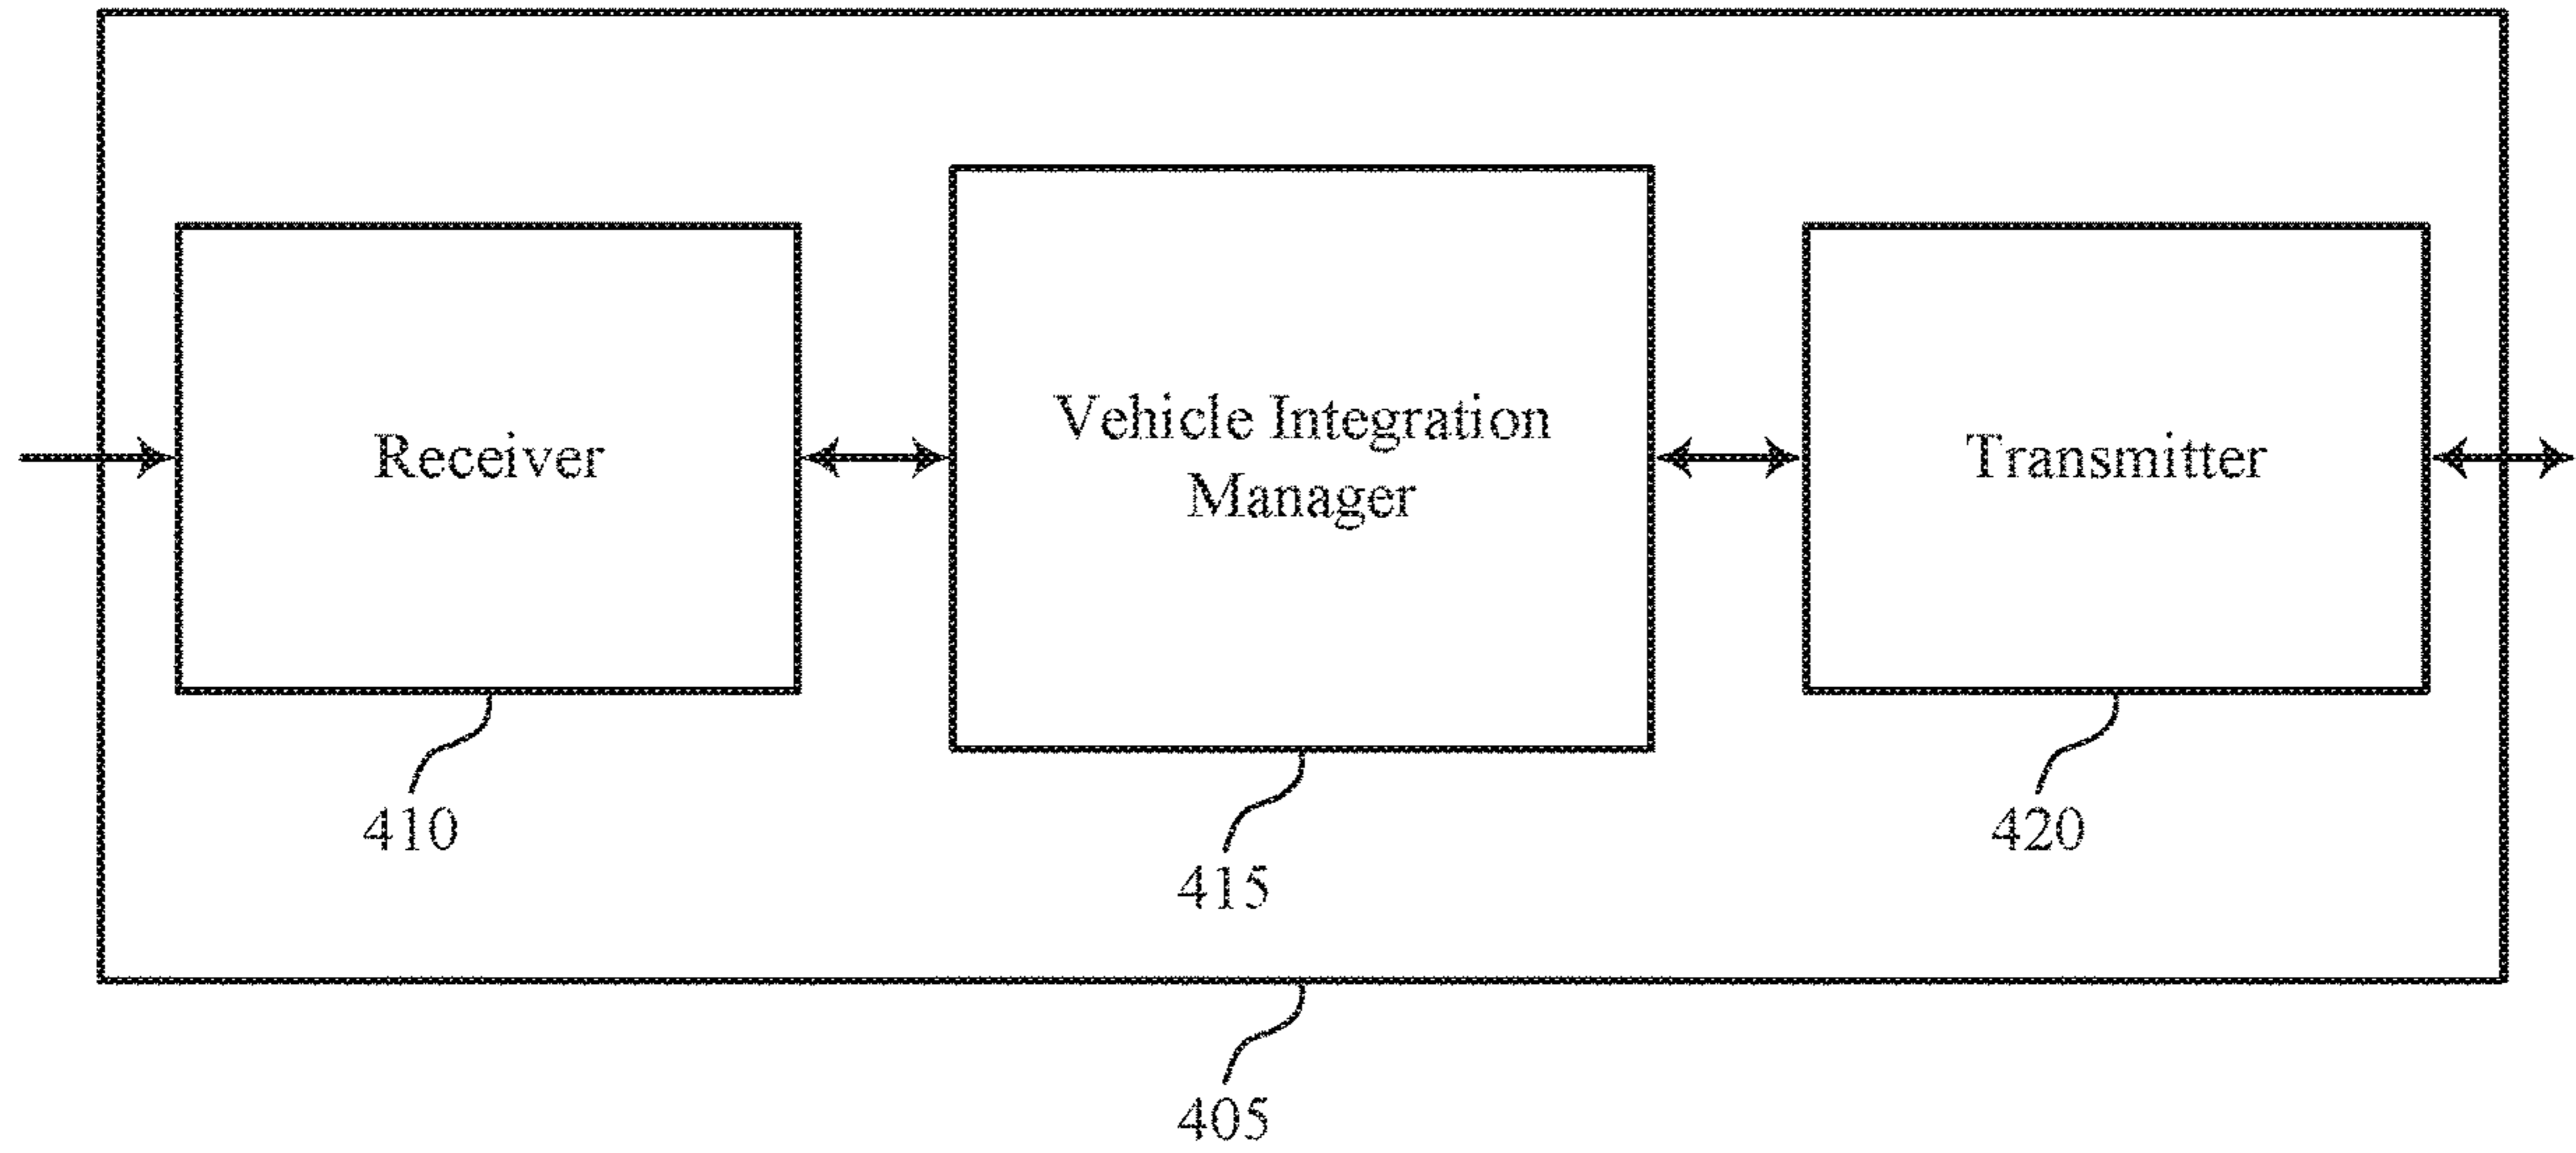 Receiver
Vehicle Integration
Manager
Transmitter
410
415
420
405